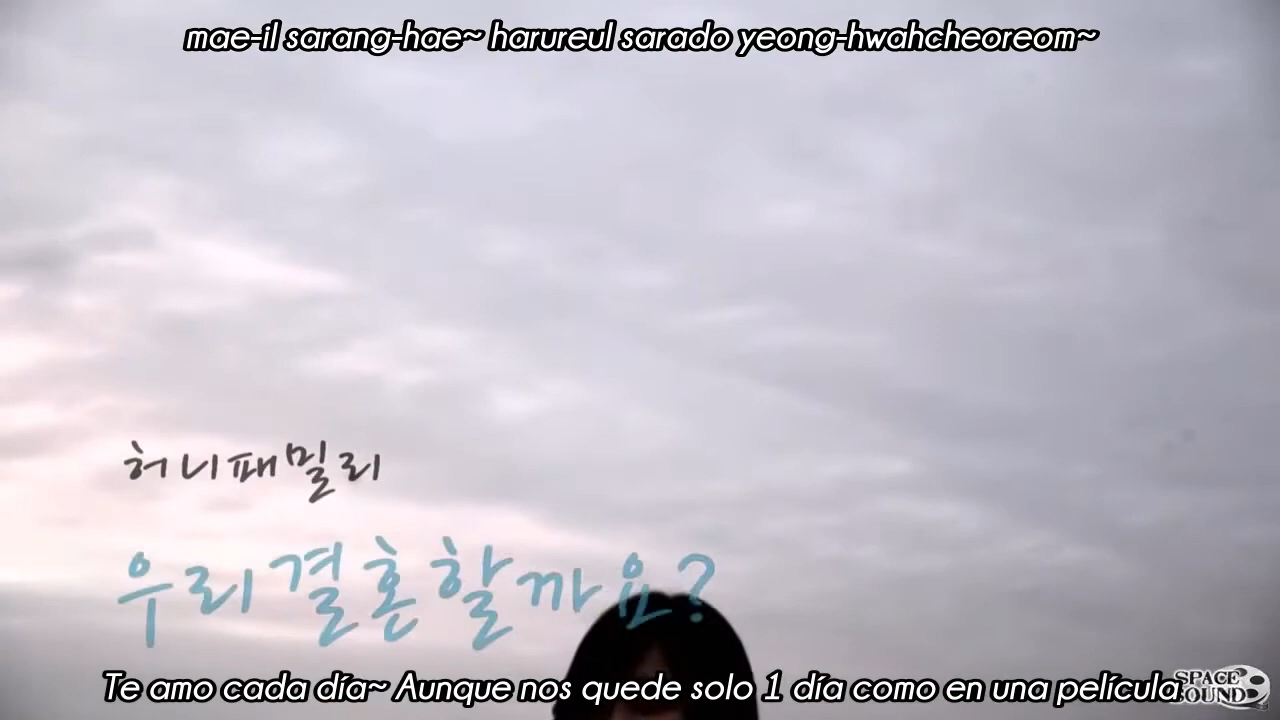 mae-il sarang-hae~ harureul sarado yeong-hwahcheoreom~
허니패밀리
우리결혼할까요?
Te amo cada día~ Aunque nos quede solo 1 día como en una película
SPACE
SOUND